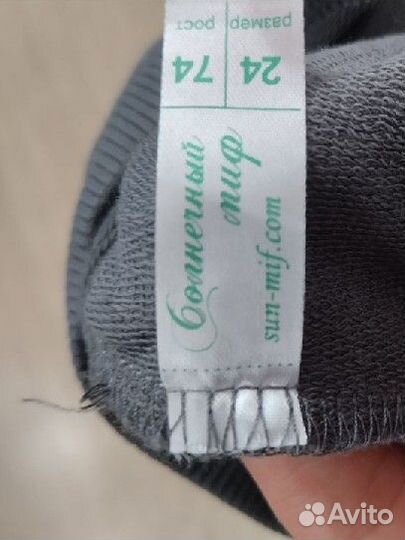 размер 24
рост 74
Солнечный
миф
sun-mif.com
Avito